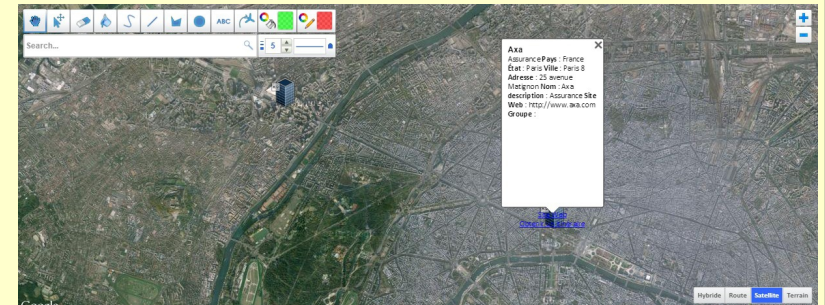 ABC
Search...
5
Axa
Assurance Pays : France
État : Paris Ville : Paris 8
Adresse : 25 avenue
Matignon Nom : Axa
description : Assurance Site
Web : http://www.axa.com
Groupe :
Hybride Route Satellite Terrain
Google